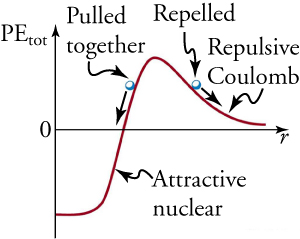 Pulled
together
Repelled
Repulsive
Coulomb
PEtot
0
r
Attractive
nuclear